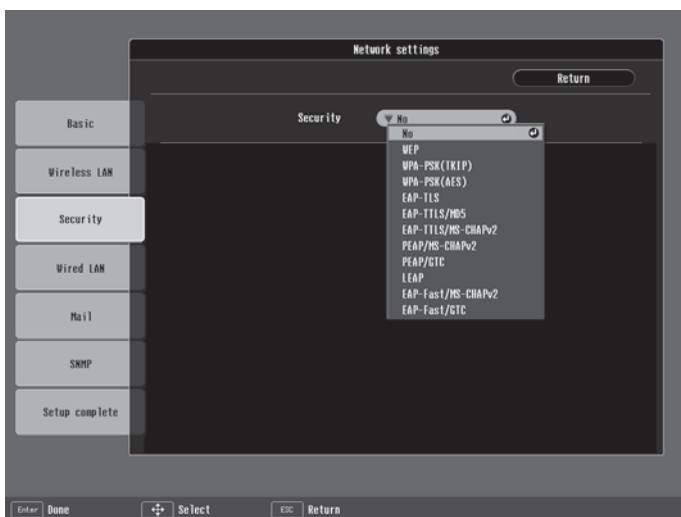 Network settings
Return
Basic
Wireless LAN
Security
Wired LAN
Mail
SNMP
Setup complete
Security No
No
WEP
WPA-PSK(TKIP)
WPA-PSK(AES)
EAP-TLS
EAP-TTLS/MD5
EAP-TTLS/MS-CHAPv2
PEAP/MS-CHAPv2
PEAP/GTC
LEAP
EAP-Fast/MS-CHAPv2
EAP-Fast/GTC
Enter Done Select ESC Return